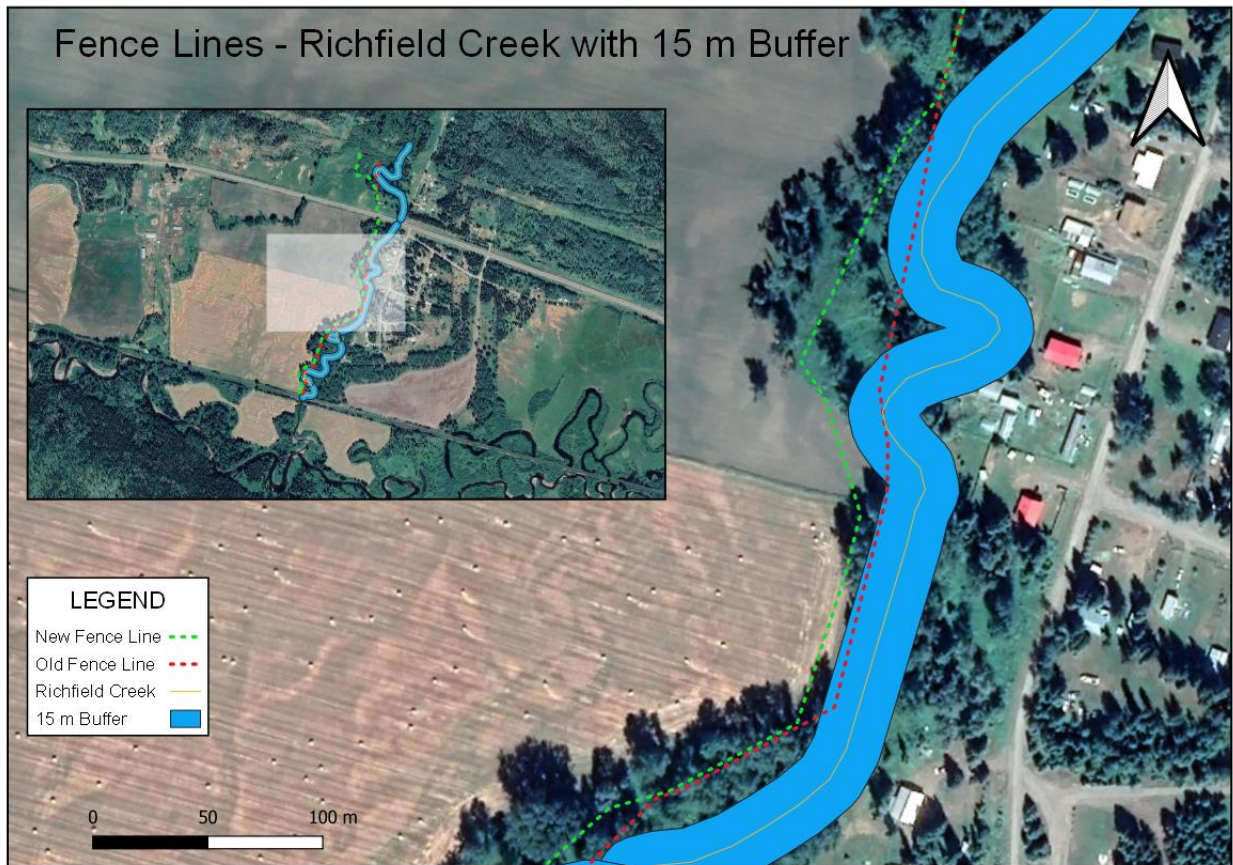 Fence Lines - Richfield Creek with 15 m Buffer
LEGEND
New Fence Line
Old Fence Line
Richfield Creek
15 m Buffer
0 50 100 m